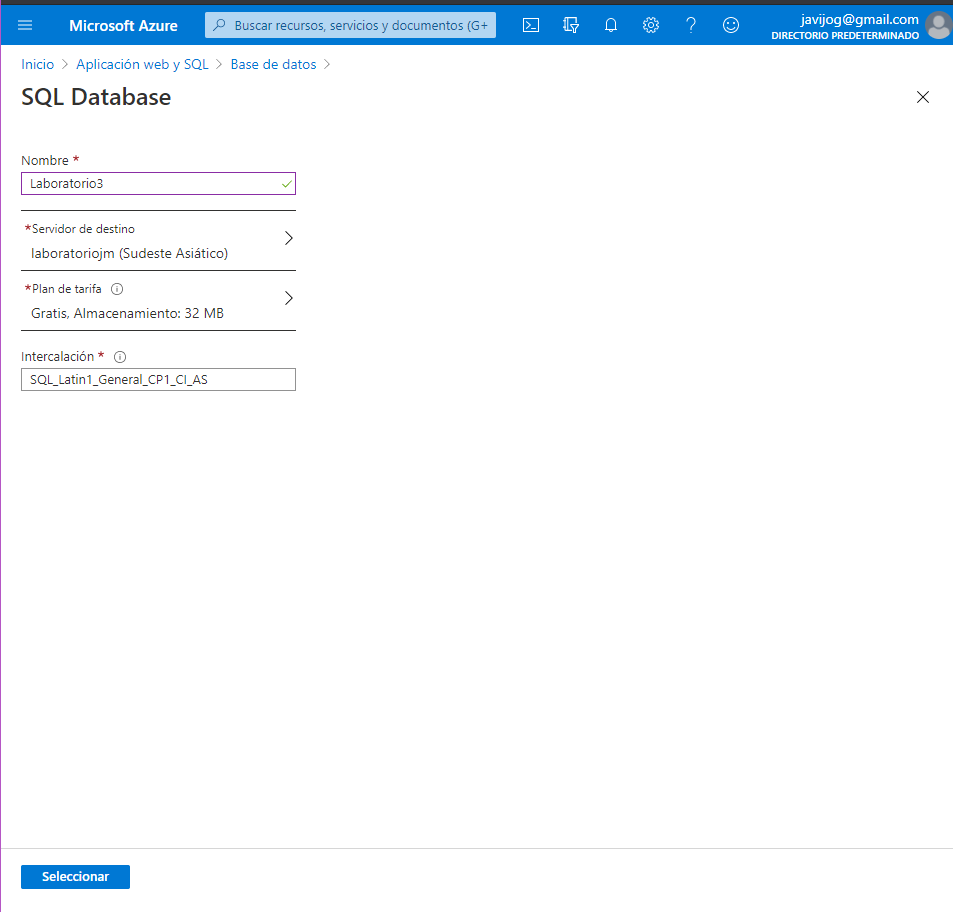 Microsoft Azure
Buscar recursos, servicios y documentos (G+
javijog@gmail.com
DIRECTORIO PREDETERMINADO
Inicio > Aplicación web y SQL > Base de datos >
SQL Database
Nombre *
Laboratorio3
*Servidor de destino
laboratoriojm (Sudeste Asiático)
*Plan de tarifa
Gratis, Almacenamiento: 32 MB
Intercalación *
SQL_Latin1_General_CP1_CI_AS
Seleccionar